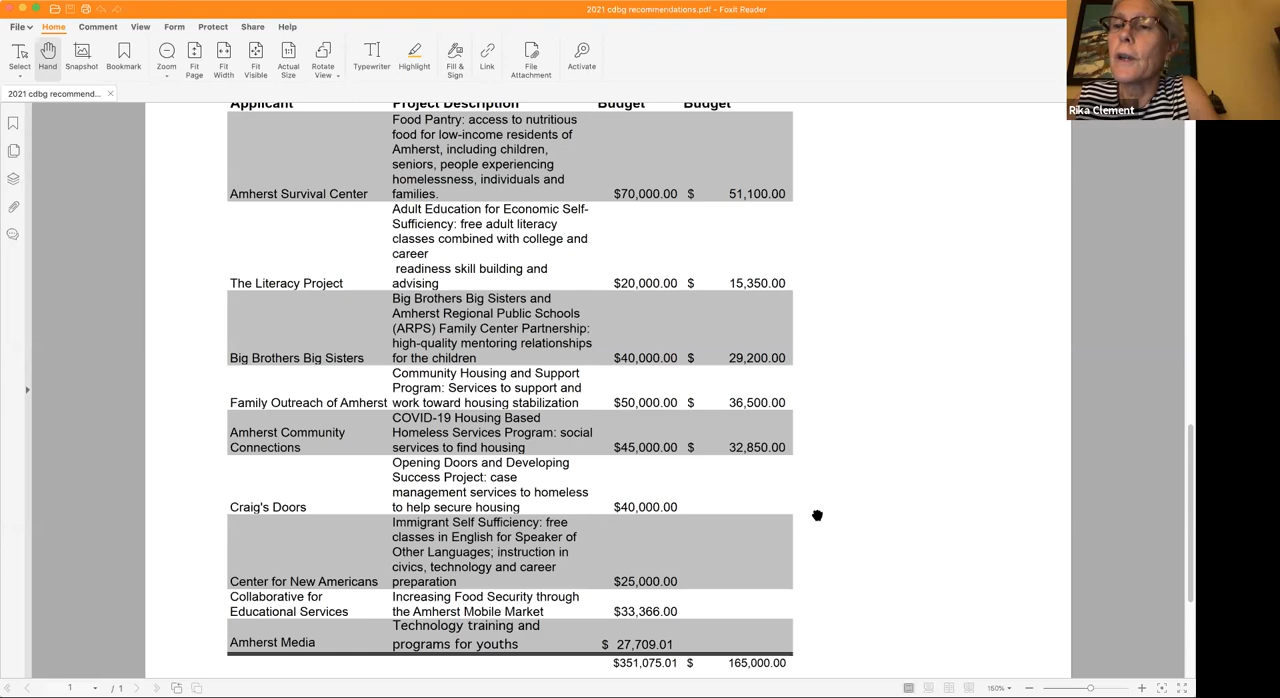 2021 cdbg recommendations.pdf - Foxit Reader
File Home Comment View Form Protect Share Help
Select Hand Snapshot Bookmark Zoom Fit Page Fit Width Fit Visible Actual Size Rotate View Typewriter Highlight Fill & Sign Link File Attachment Activate
2021 cdbg recommend...
Rika Clement
Applicant Project Description Budget Budget
Food Pantry: access to nutritious
food for low-income residents of
Amherst, including children,
seniors, people experiencing
homelessness, individuals and
Amherst Survival Center families. $70,000.00 $ 51,100.00
Adult Education for Economic Self-
Sufficiency: free adult literacy
classes combined with college and
career
readiness skill building and
The Literacy Project advising $20,000.00 $ 15,350.00
Big Brothers Big Sisters and
Amherst Regional Public Schools
(ARPS) Family Center Partnership:
high-quality mentoring relationships
Big Brothers Big Sisters for the children $40,000.00 $ 29,200.00
Community Housing and Support
Program: Services to support and
Family Outreach of Amherst work toward housing stabilization $50,000.00 $ 36,500.00
COVID-19 Housing Based
Amherst Community Homeless Services Program: social
Connections services to find housing $45,000.00 $ 32,850.00
Opening Doors and Developing
Success Project: case
management services to homeless
Craig's Doors to help secure housing $40,000.00
Immigrant Self Sufficiency: free
classes in English for Speaker of
Other Languages; instruction in
civics, technology and career
Center for New Americans preparation $25,000.00
Collaborative for Increasing Food Security through
Educational Services the Amherst Mobile Market $33,366.00
Technology training and
Amherst Media programs for youths $ 27,709.01
$351,075.01 $ 165,000.00
1 / 1 150%